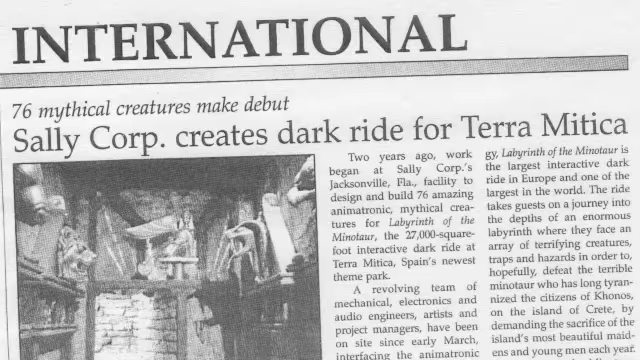 INTERNATIONAL
76 mythical creatures make debut
Sally Corp. creates dark ride for Terra Mitica
Two years ago, work
began at Sally Corp.'s
Jacksonville, Fla., facility to
design and build 76 amazing
animatronic, mythical crea-
tures for Labyrinth of the
Minotaur, the 27,000-square-
foot interactive dark ride at
Terra Mitica, Spain's newest
theme park.
A revolving team of
mechanical, electronics and
audio engineers, artists and
project managers, have been
on site since early March,
interfacing the animatronic
gy, Labyrinth of the Minotaur is
the largest interactive dark
ride in Europe and one of the
largest in the world. The ride
takes guests on a journey into
the depths of an enormous
labyrinth where they face an
array of terrifying creatures,
traps and hazards in order to,
hopefully, defeat the terrible
minotaur who has long tyran-
nized the citizens of Khonos,
on the island of Crete, by
demanding the sacrifice of the
island's most beautiful maid-
ens and young men each year.